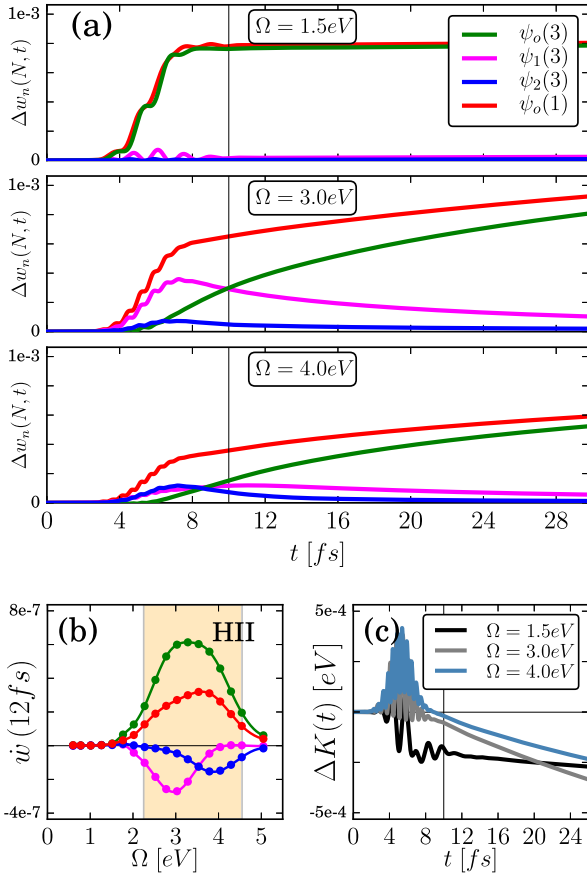 1e-3
(a)
Ω = 1.5eV
ψₒ(3)
ψ₁(3)
ψ₂(3)
ψₒ(1)
Δwₙ(N, t)
0
1e-3
Ω = 3.0eV
Δwₙ(N, t)
0
1e-3
Ω = 4.0eV
Δwₙ(N, t)
0
0 4 8 12 16 20 24 28
t [fs]
8e-7
(b)
HII
ẇ (12fs)
0
-4e-7
0 1 2 3 4 5
Ω [eV]
5e-4
(c)
Ω = 1.5eV
Ω = 3.0eV
Ω = 4.0eV
ΔK(t) [eV]
0
-5e-4
0 4 8 12 16 20 24
t [fs]